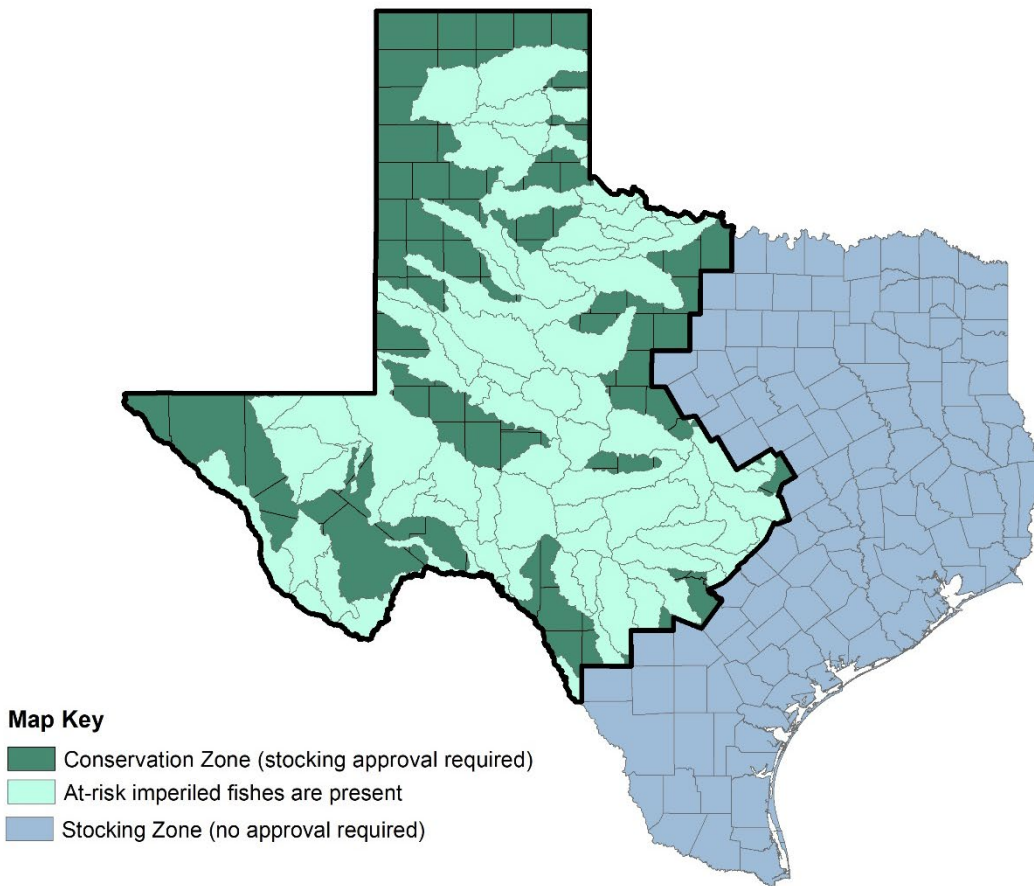 Map Key
Conservation Zone (stocking approval required)
At-risk imperiled fishes are present
Stocking Zone (no approval required)